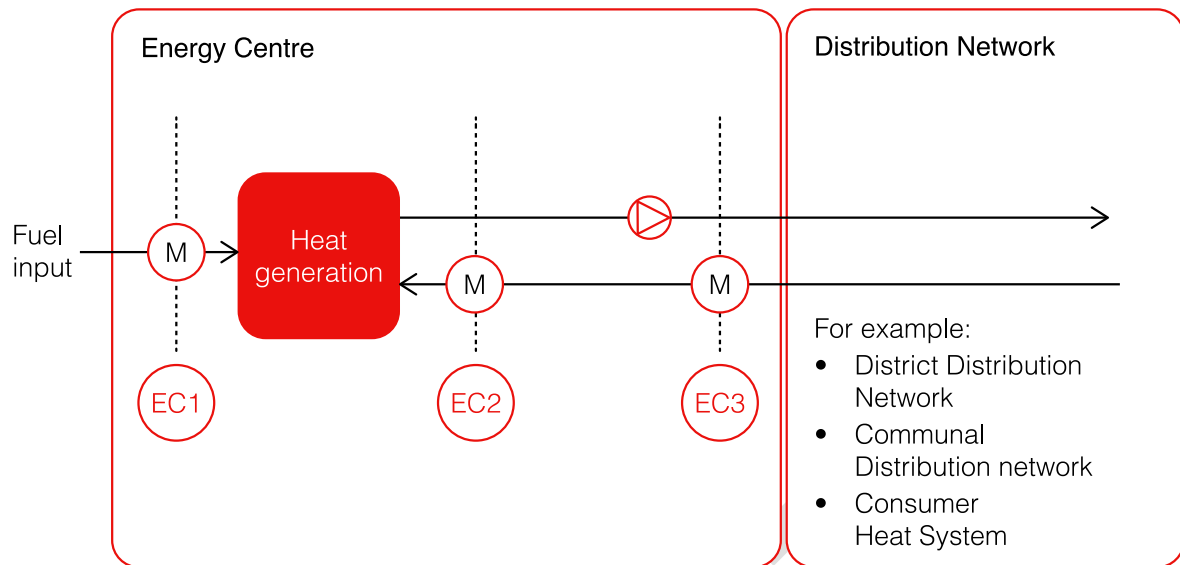 Energy Centre
Distribution Network
Fuel
input
M
Heat
generation
M
M
EC1
EC2
EC3
For example:
• District Distribution
Network
• Communal
Distribution network
• Consumer
Heat System